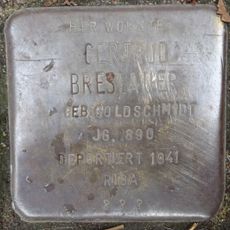 HIER WOHNTE
GERTRUD
BRESLAUER
GEB. GOLDSCHMIDT
JG. 1890
DEPORTIERT 1941
RIGA
? ? ?